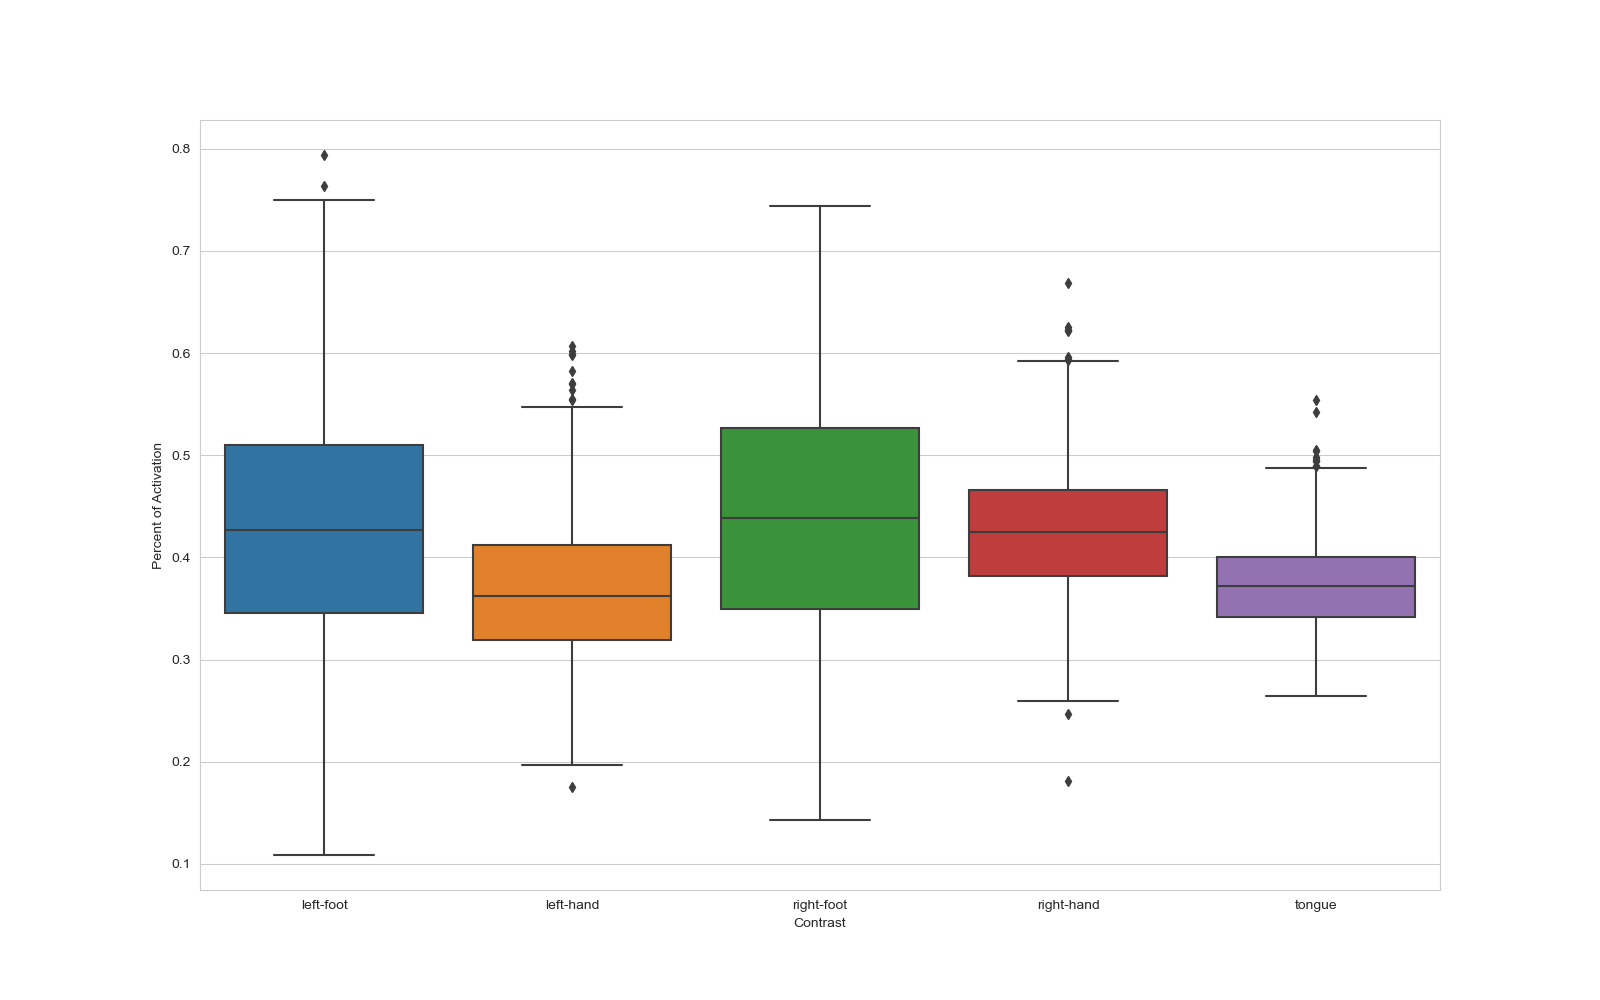 0.8
0.7
0.6
0.5
0.4
0.3
0.2
0.1
Percent of Activation
left-foot left-hand right-foot right-hand tongue
Contrast